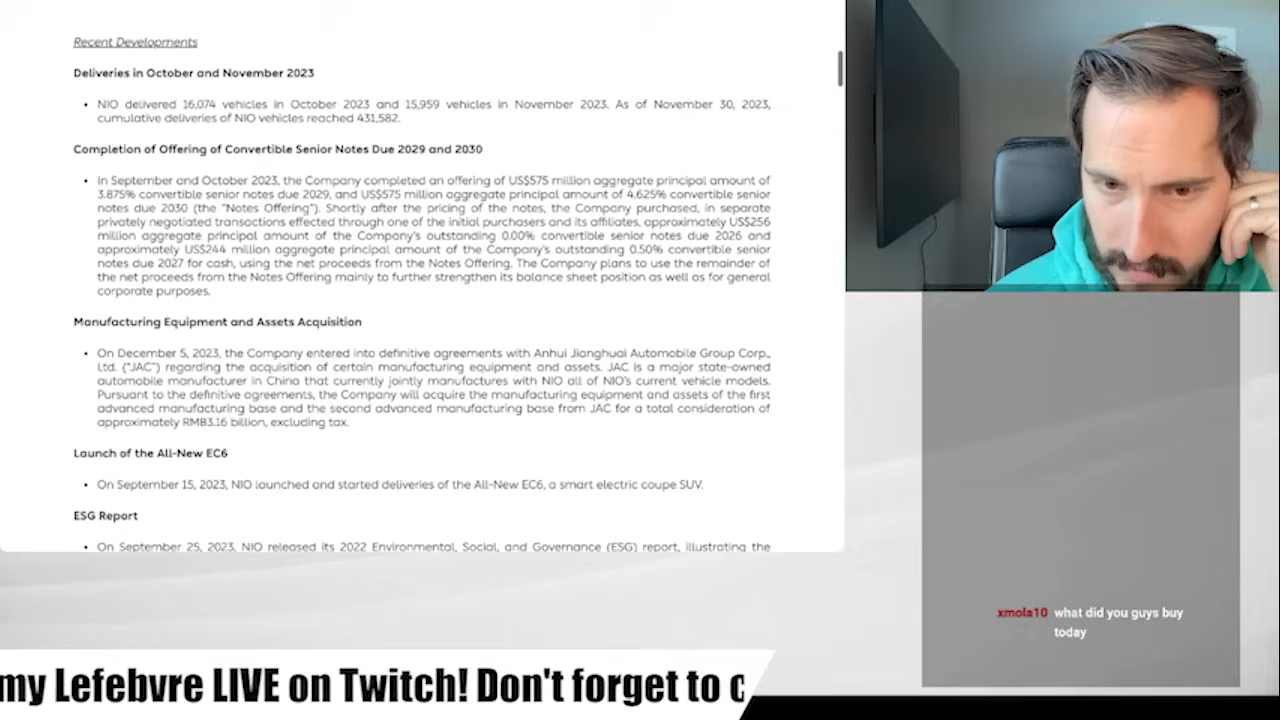 Recent Developments
Deliveries in October and November 2023
• NIO delivered 16,074 vehicles in October 2023 and 15,959 vehicles in November 2023. As of November 30, 2023,
cumulative deliveries of NIO vehicles reached 431,582.
Completion of Offering of Convertible Senior Notes Due 2029 and 2030
• In September and October 2023, the Company completed an offering of US$575 million aggregate principal amount of
3.875% convertible senior notes due 2029, and US$575 million aggregate principal amount of 4.625% convertible senior
notes due 2030 (the "Notes Offering"). Shortly after the pricing of the notes, the Company purchased, in separate
privately negotiated transactions effected through one of the initial purchasers and its affiliates, approximately US$256
million aggregate principal amount of the Company's outstanding 0.00% convertible senior notes due 2026 and
approximately US$244 million aggregate principal amount of the Company's outstanding 0.50% convertible senior
notes due 2027 for cash, using the net proceeds from the Notes Offering. The Company plans to use the remainder of
the net proceeds from the Notes Offering mainly to further strengthen its balance sheet position as well as for general
corporate purposes.
Manufacturing Equipment and Assets Acquisition
• On December 5, 2023, the Company entered into definitive agreements with Anhui Jianghuai Automobile Group Corp.,
Ltd. ("JAC") regarding the acquisition of certain manufacturing equipment and assets. JAC is a major state-owned
automobile manufacturer in China that currently jointly manufactures with NIO all of NIO's current vehicle models.
Pursuant to the definitive agreements, the Company will acquire the manufacturing equipment and assets of the first
advanced manufacturing base and the second advanced manufacturing base from JAC for a total consideration of
approximately RMB3.16 billion, excluding tax.
Launch of the All-New EC6
• On September 15, 2023, NIO launched and started deliveries of the All-New EC6, a smart electric coupe SUV.
ESG Report
• On September 25, 2023, NIO released its 2022 Environmental, Social, and Governance (ESG) report, illustrating the
xmola10 what did you guys buy
today
my Lefebvre LIVE on Twitch! Don't forget to